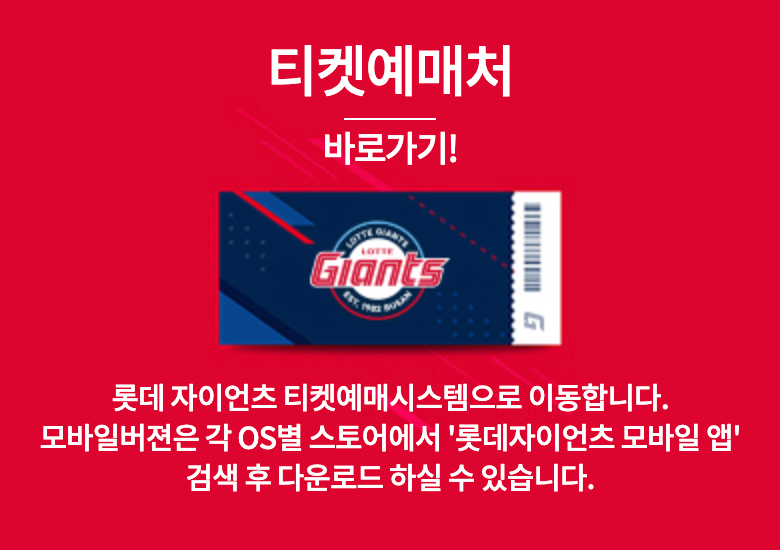 티켓예매처
바로가기!
LOTTE GIANTS
LOTTE
Giants
EST. 1982 BUSAN
롯데 자이언츠 티켓예매시스템으로 이동합니다.
모바일버젼은 각 OS별 스토어에서 '롯데자이언츠 모바일 앱'
검색 후 다운로드 하실 수 있습니다.